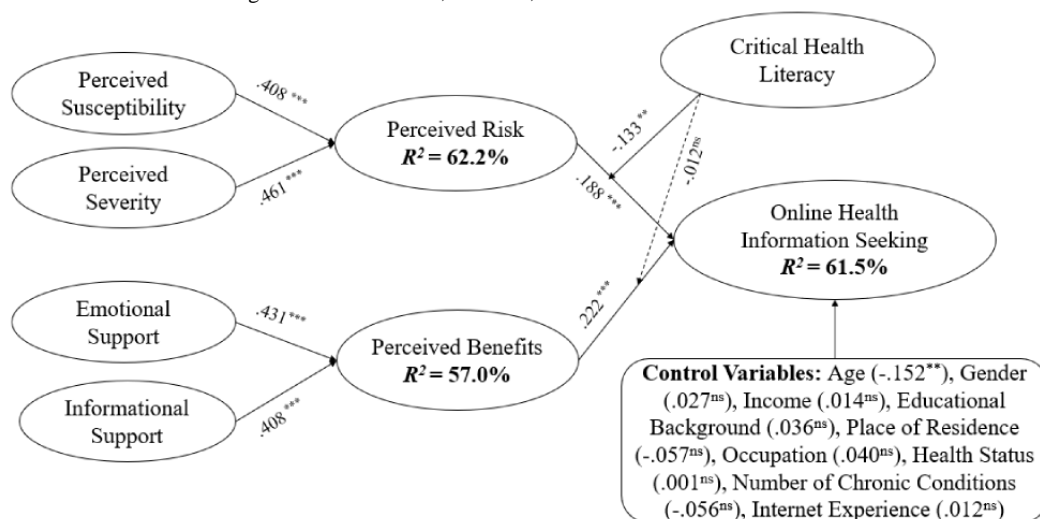 Perceived
Susceptibility
Perceived
Severity
.408 ***
.461 ***
Perceived Risk
R² = 62.2%
Critical Health
Literacy
-.133 **
-.012ns
.188 ***
Online Health
Information Seeking
R² = 61.5%
Emotional
Support
Informational
Support
.431 ***
.408 ***
Perceived Benefits
R² = 57.0%
.222 ***
Control Variables: Age (-.152**), Gender
(.027ns), Income (.014ns), Educational
Background (.036ns), Place of Residence
(-.057ns), Occupation (.040ns), Health Status
(.001ns), Number of Chronic Conditions
(-.056ns), Internet Experience (.012ns)